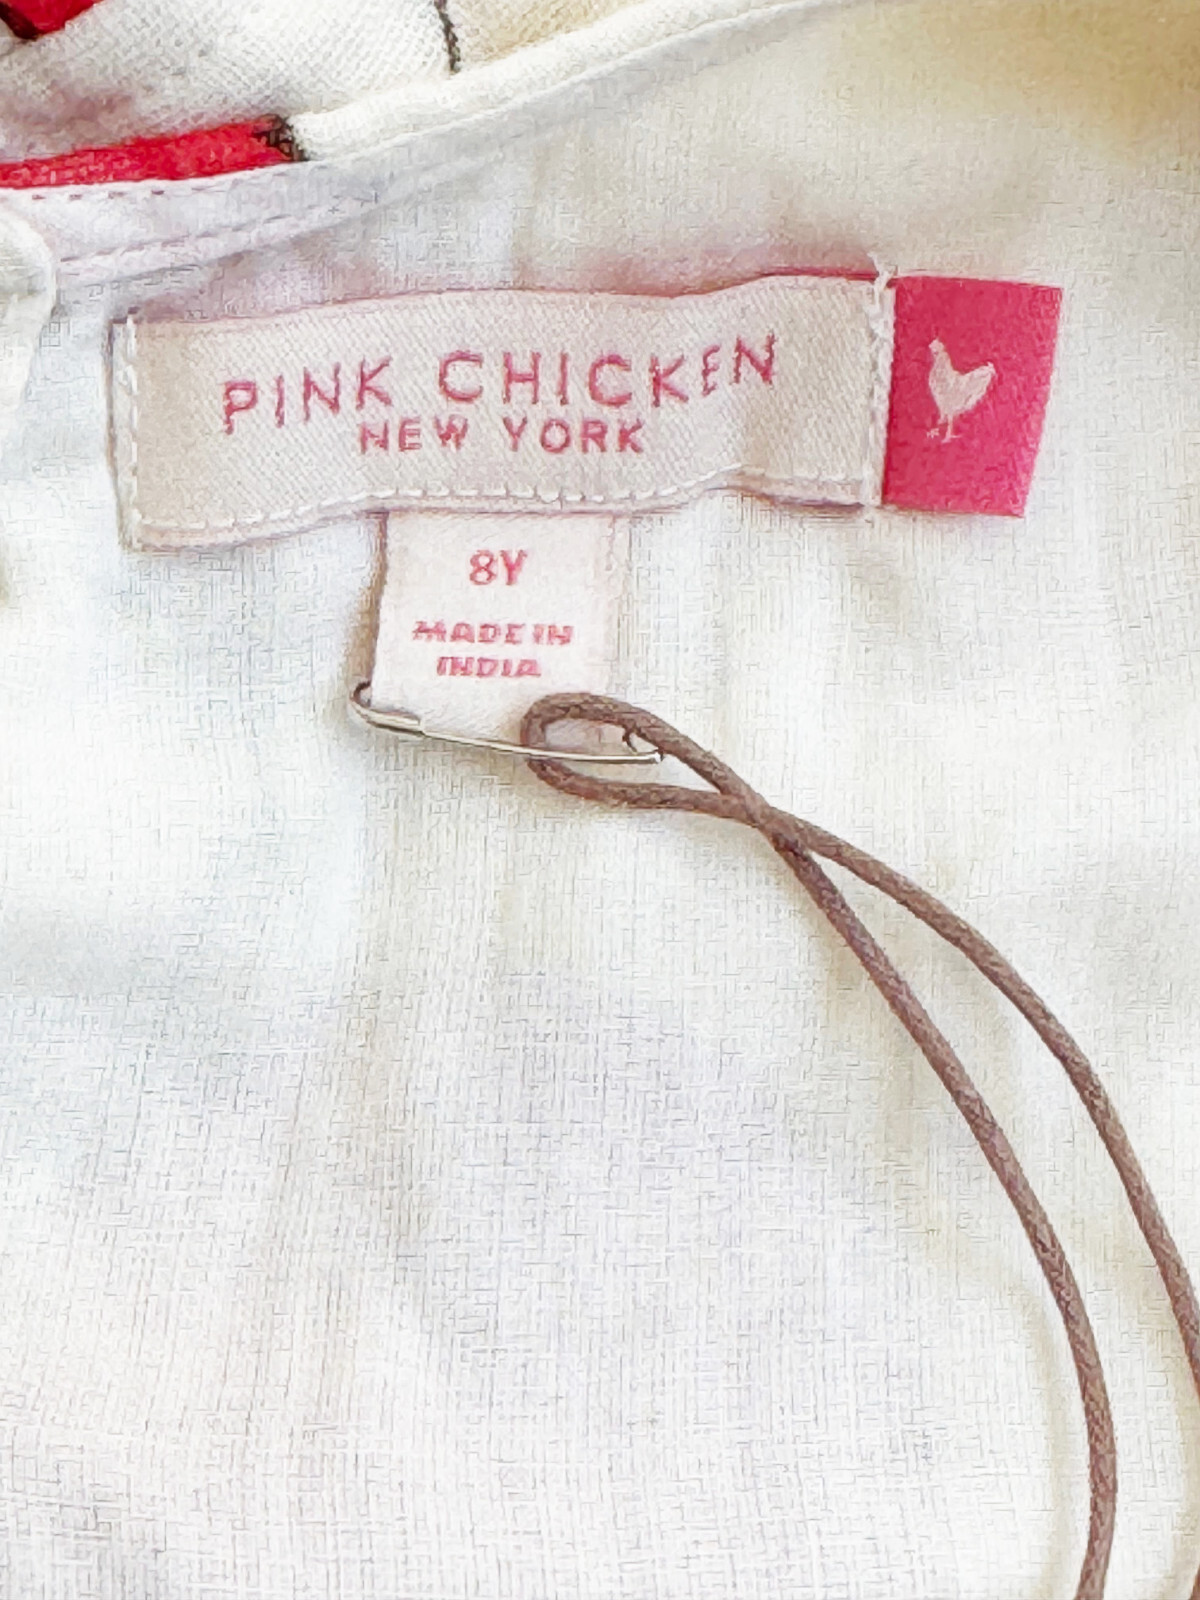 PINK CHICKEN
NEW YORK
8Y
MADE IN
INDIA